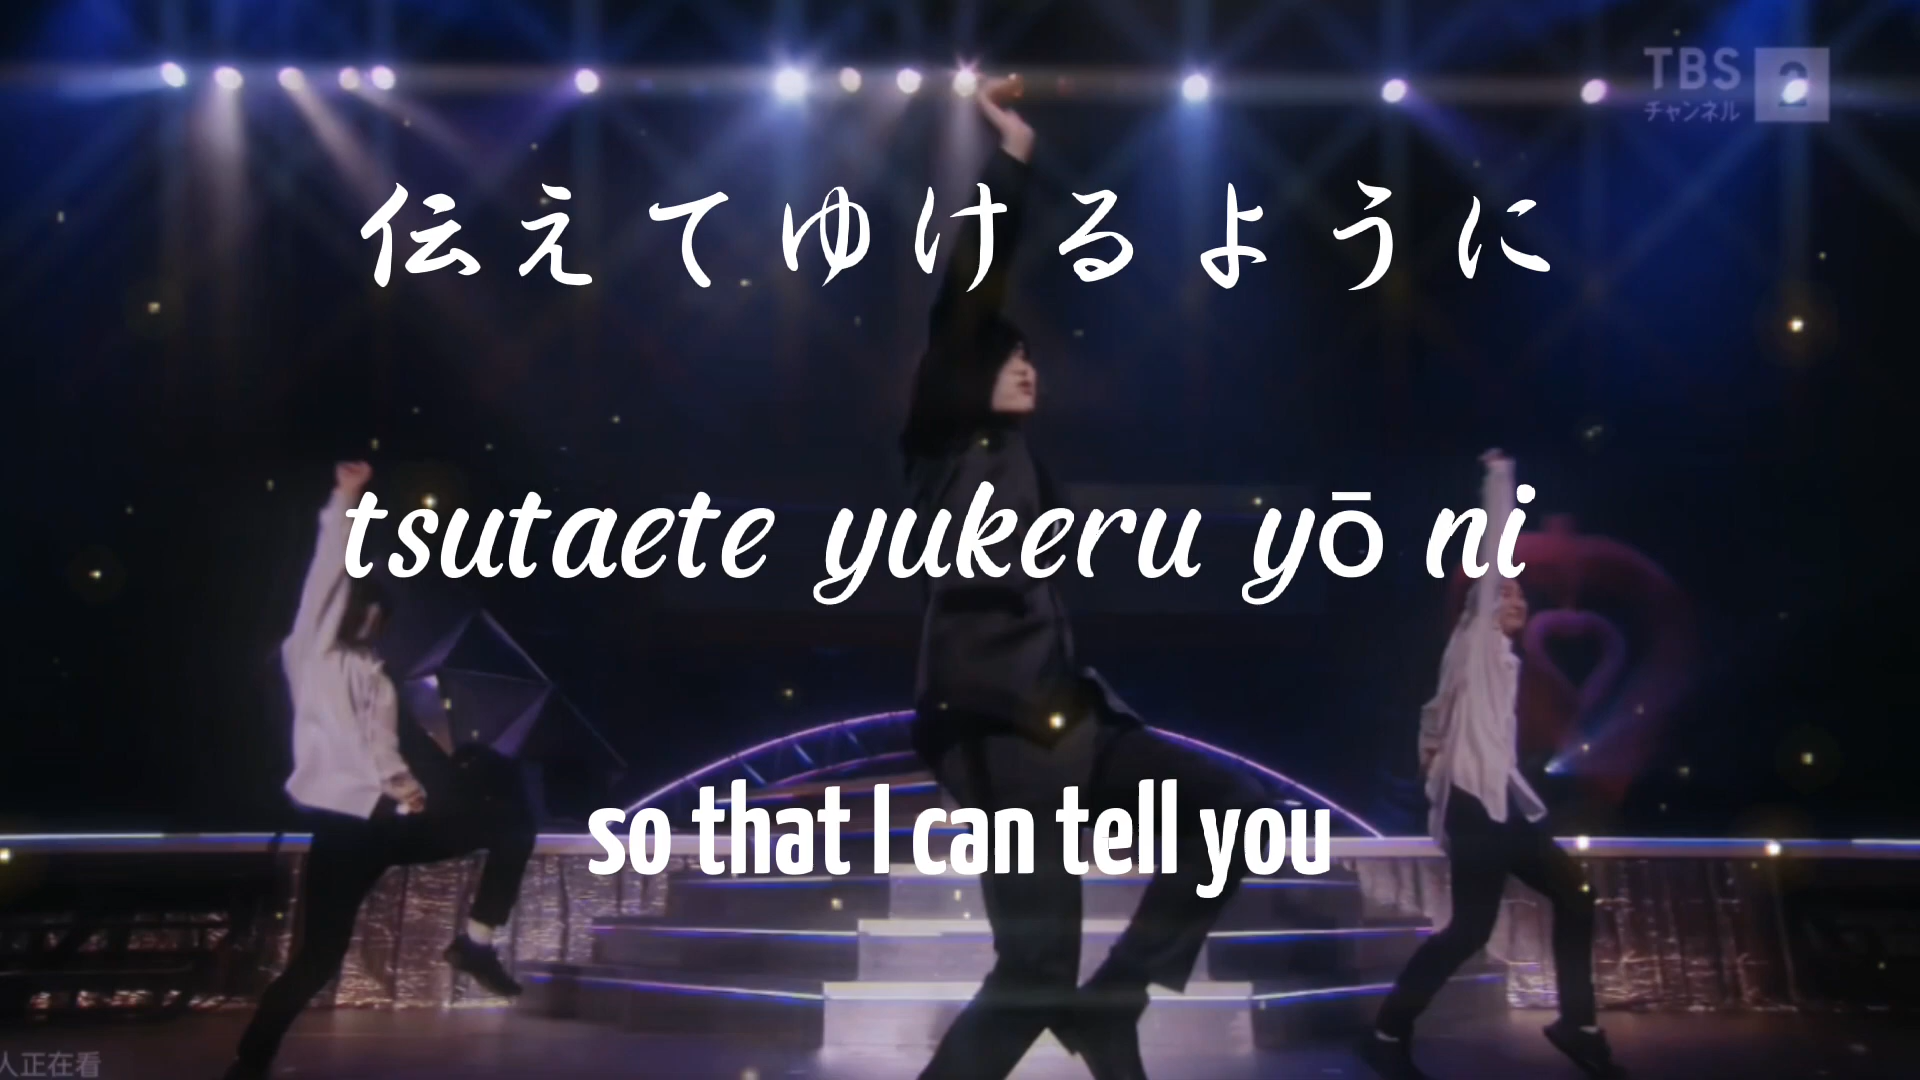 TBS
チャンネル 2
伝えてゆけるように
tsutaete yukeru yō ni
so that I can tell you
人正在看